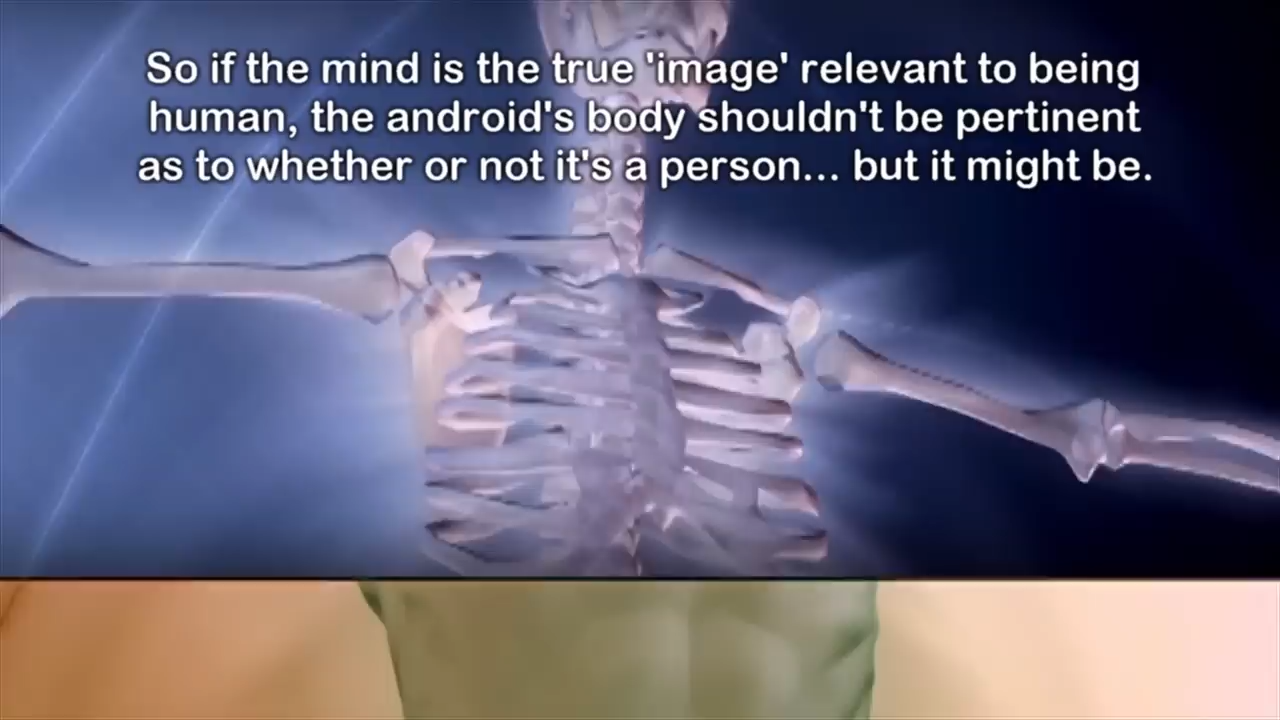 So if the mind is the true 'image' relevant to being
human, the android's body shouldn't be pertinent
as to whether or not it's a person... but it might be.